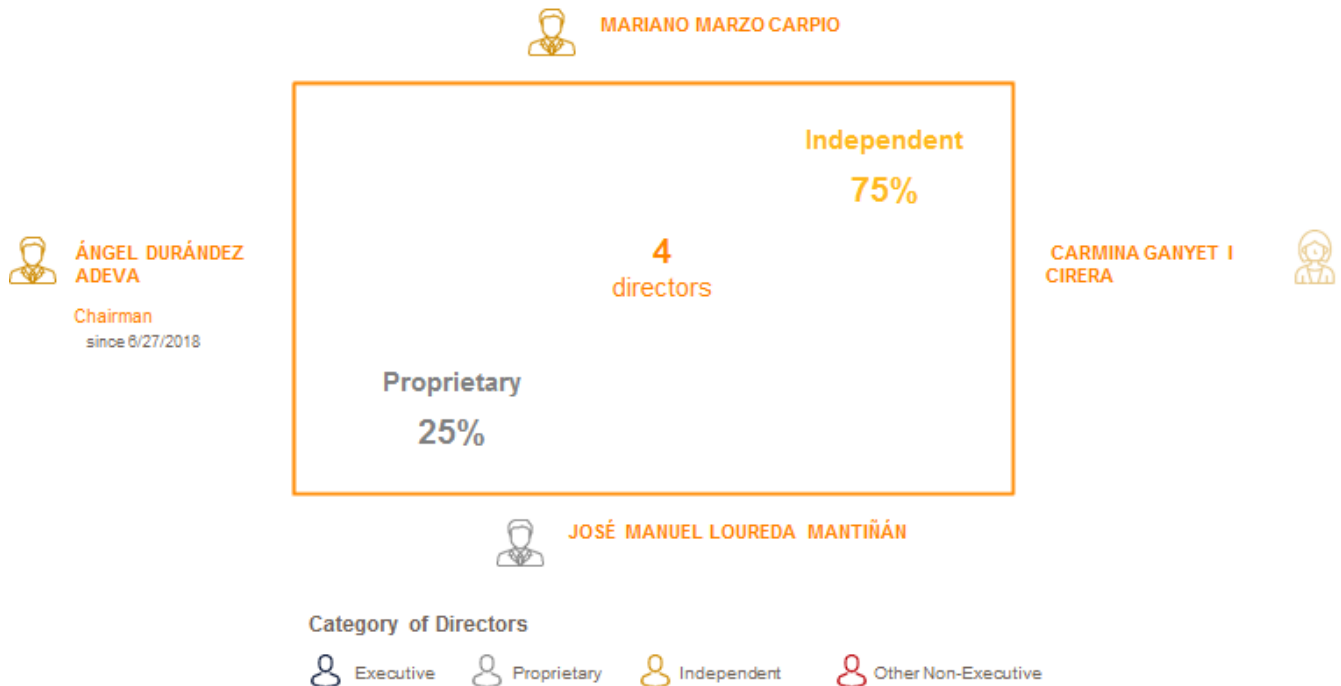 MARIANO MARZO CARPIO
Independent
75%
ÁNGEL DURÁNDEZ
ADEVA
Chairman
since 6/27/2018
4
directors
CARMINA GANYET I
CIRERA
Proprietary
25%
JOSÉ MANUEL LOUREDA MANTIÑÁN
Category of Directors
Executive Proprietary Independent Other Non-Executive